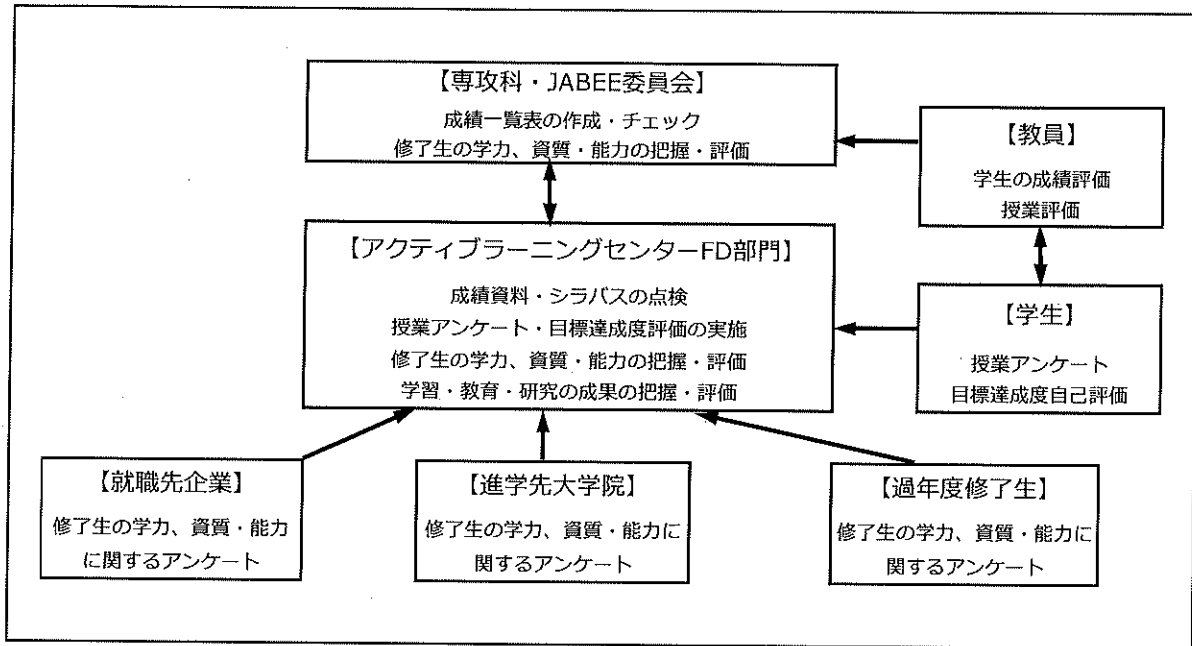 【専攻科・JABEE委員会】
成績一覧表の作成・チェック
修了生の学力、資質・能力の把握・評価
【教員】
学生の成績評価
授業評価
【アクティブラーニングセンターFD部門】
成績資料・シラバスの点検
授業アンケート・目標達成度評価の実施
修了生の学力、資質・能力の把握・評価
学習・教育・研究の成果の把握・評価
【学生】
授業アンケート
目標達成度自己評価
【就職先企業】
修了生の学力、資質・能力
に関するアンケート
【進学先大学院】
修了生の学力、資質・能力に
関するアンケート
【過年度修了生】
修了生の学力、資質・能力に
関するアンケート